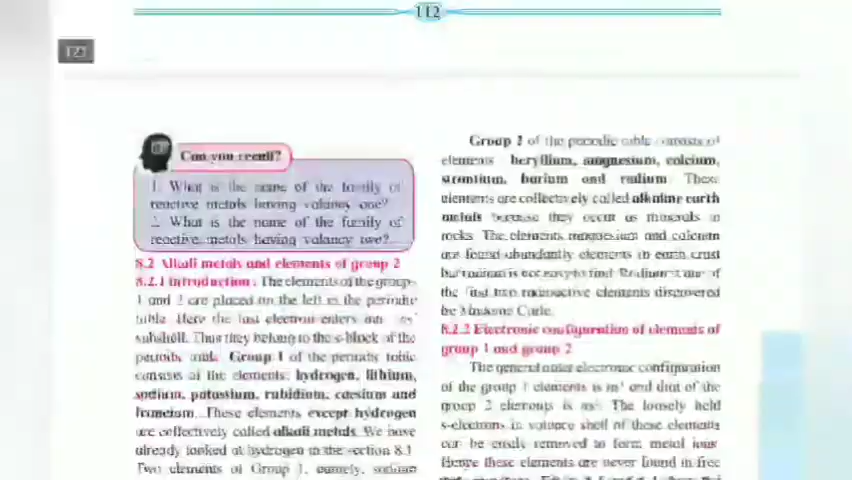 112
Can you recall?
1. What is the name of the family of
reactive metals having valancy one?
2. What is the name of the family of
reactive metals having valancy two?
8.2 Alkali metals and elements of group 2
8.2.1 Introduction : The elements of the group-
1 and 2 are placed on the left in the periodic
table. Here the last electron enters into 'ns'
subshell. Thus they belong to the s-block of the
periodic table. Group 1 of the periodic table
consists of the elements, hydrogen, lithium,
sodium, potassium, rubidium, caesium and
francium. These elements except hydrogen
are collectively called alkali metals. We have
already looked at hydrogen in the section 8.1
Two elements of Group 1, namely, sodium
Group 2 of the periodic table consists of
elements beryllium, magnesium, calcium,
strontium, barium and radium. These
elements are collectively called alkaline earth
metals because they occur as minerals in
rocks. The elements magnesium and calcium
are found abundantly elements in earth crust
but radium is not easy to find. Radium is one of
the first two radioactive elements discovered
by Madame Curie.
8.2.2 Electronic configuration of elements of
group 1 and group 2
The general outer electronic configuration
of the group 1 elements is ns¹ and that of the
group 2 elements is ns². The loosely held
s-electrons in valance shell of these elements
can be easily removed to form metal ions.
Hence these elements are never found in free